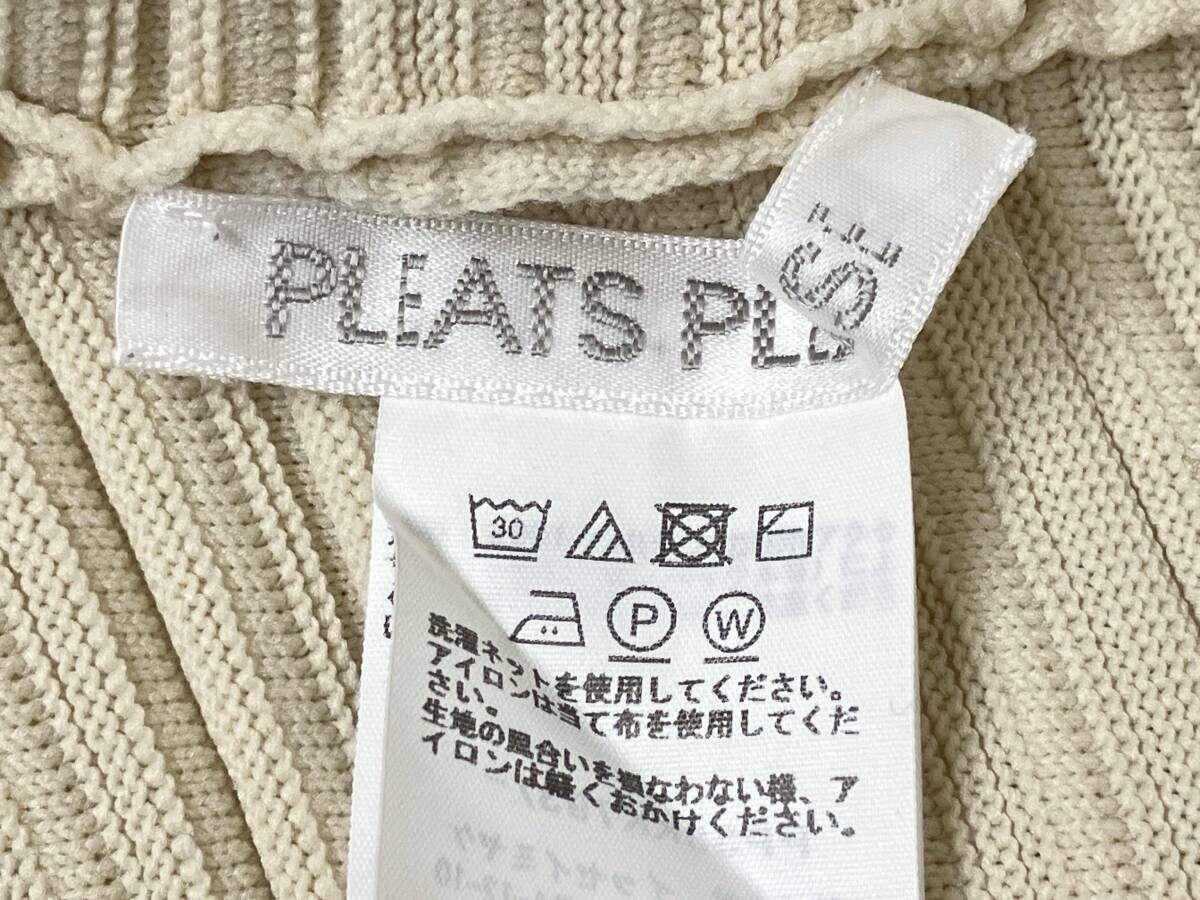 PLEATS PLE
30
P W
洗濯ネットを使用してください。
アイロンは当て布を使用してくだ
さい。
生地の風合いを損なわない様、ア
イロンは軽くおかけください。